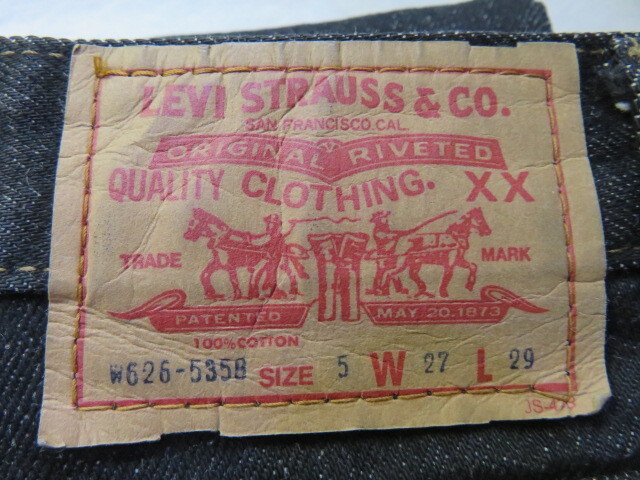 LEVI STRAUSS & CO.
SAN FRANCISCO, CAL.
ORIGINAL RIVETED
QUALITY CLOTHING. XX
TRADE MARK
PATENTED MAY 20.1873
100% COTTON
W626-5358 SIZE 5 W 27 L 29